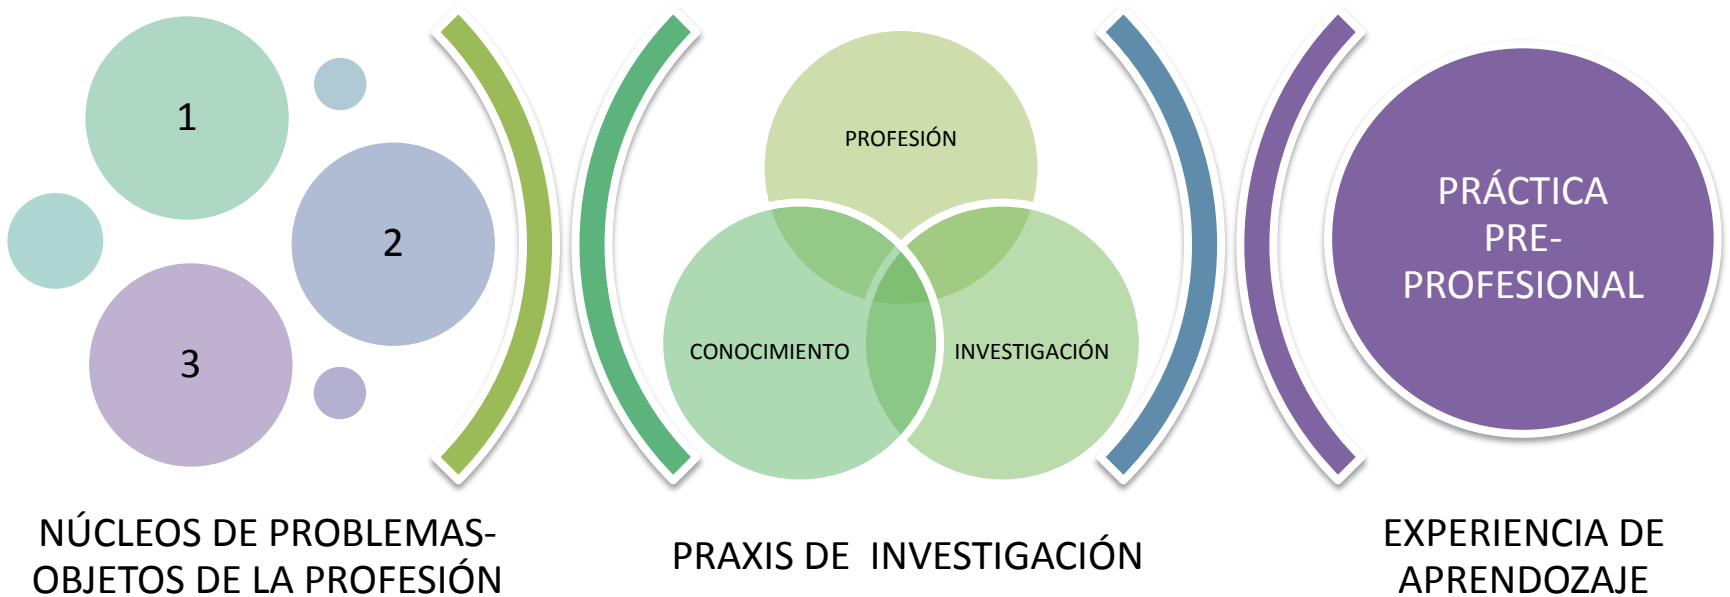 1
2
3
NÚCLEOS DE PROBLEMAS-
OBJETOS DE LA PROFESIÓN
PROFESIÓN
CONOCIMIENTO
INVESTIGACIÓN
PRAXIS DE INVESTIGACIÓN
PRÁCTICA
PRE-
PROFESIONAL
EXPERIENCIA DE
APRENDOZAJE